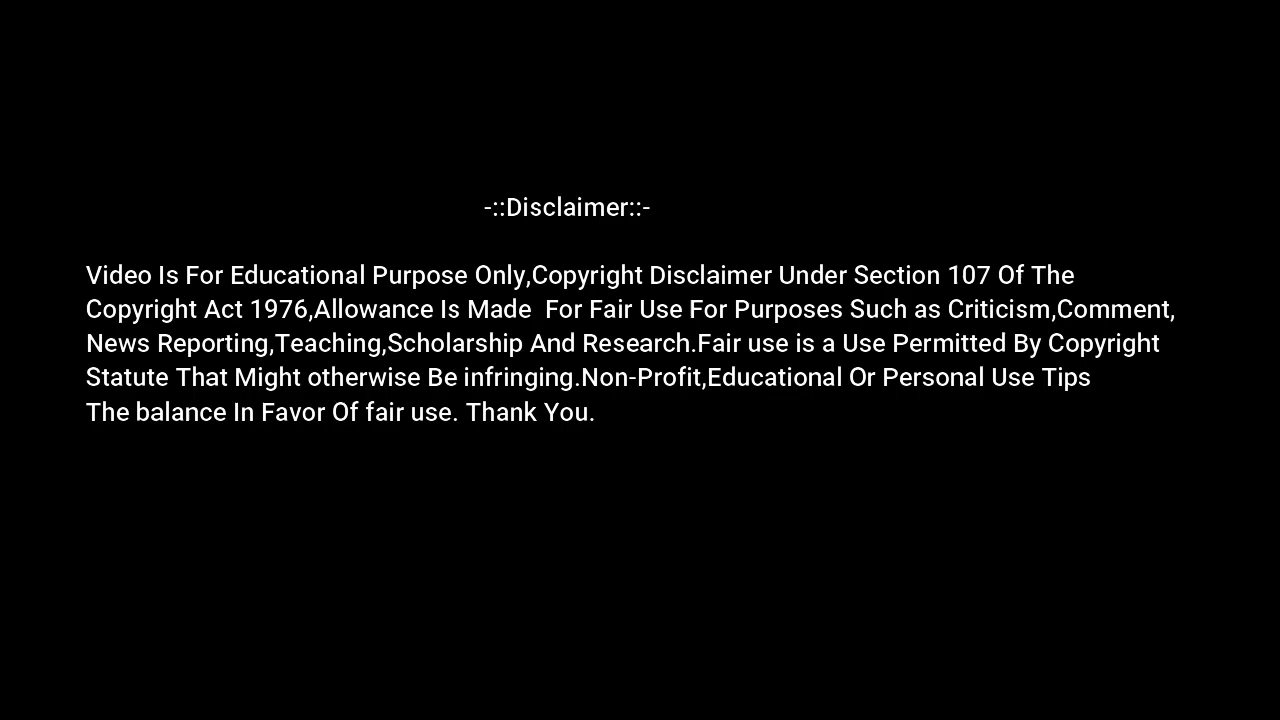 -::Disclaimer::-
Video Is For Educational Purpose Only,Copyright Disclaimer Under Section 107 Of The
Copyright Act 1976,Allowance Is Made  For Fair Use For Purposes Such as Criticism,Comment,
News Reporting,Teaching,Scholarship And Research.Fair use is a Use Permitted By Copyright
Statute That Might otherwise Be infringing.Non-Profit,Educational Or Personal Use Tips
The balance In Favor Of fair use. Thank You.